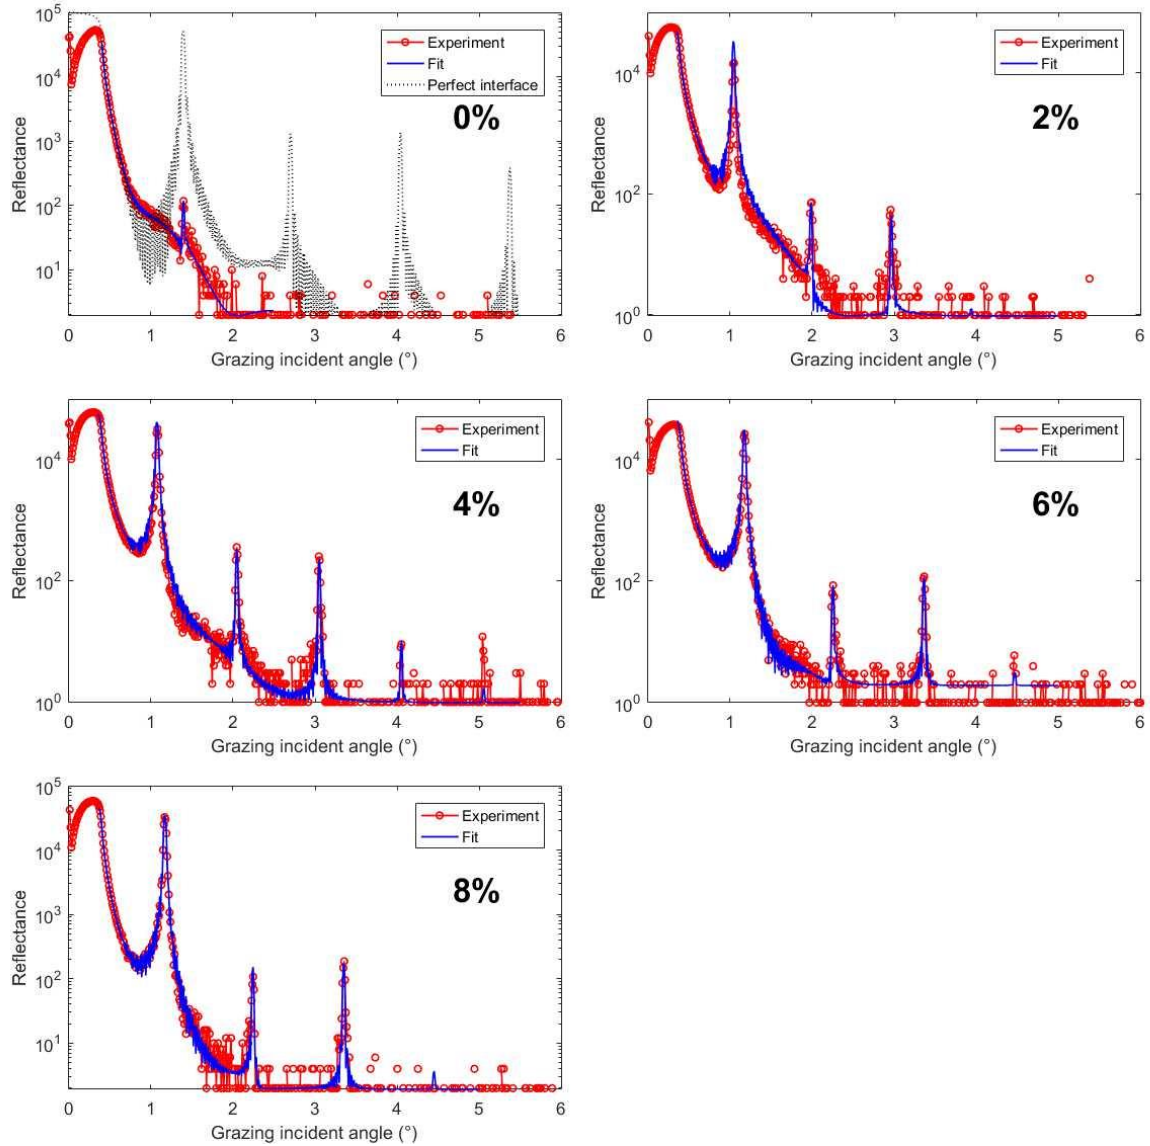 10^5
10^4
10^3
10^2
10^1
Reflectance
Experiment
Fit
Perfect interface
0%
0 1 2 3 4 5 6
Grazing incident angle (°)
10^4
10^2
10^0
Reflectance
Experiment
Fit
2%
0 1 2 3 4 5 6
Grazing incident angle (°)
10^4
10^2
10^0
Reflectance
Experiment
Fit
4%
0 1 2 3 4 5 6
Grazing incident angle (°)
10^4
10^2
10^0
Reflectance
Experiment
Fit
6%
0 1 2 3 4 5 6
Grazing incident angle (°)
10^5
10^4
10^3
10^2
10^1
Reflectance
Experiment
Fit
8%
0 1 2 3 4 5 6
Grazing incident angle (°)